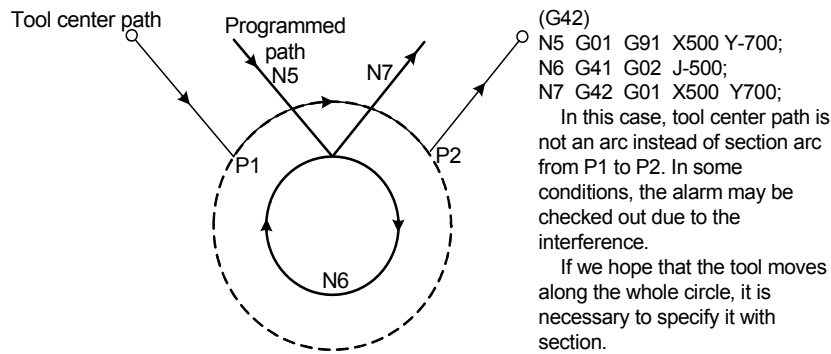 Tool center path
Programmed
path
N5
N7
P1
P2
N6
(G42)
N5 G01 G91 X500 Y-700;
N6 G41 G02 J-500;
N7 G42 G01 X500 Y700;
In this case, tool center path is
not an arc instead of section arc
from P1 to P2. In some
conditions, the alarm may be
checked out due to the
interference.
If we hope that the tool moves
along the whole circle, it is
necessary to specify it with
section.